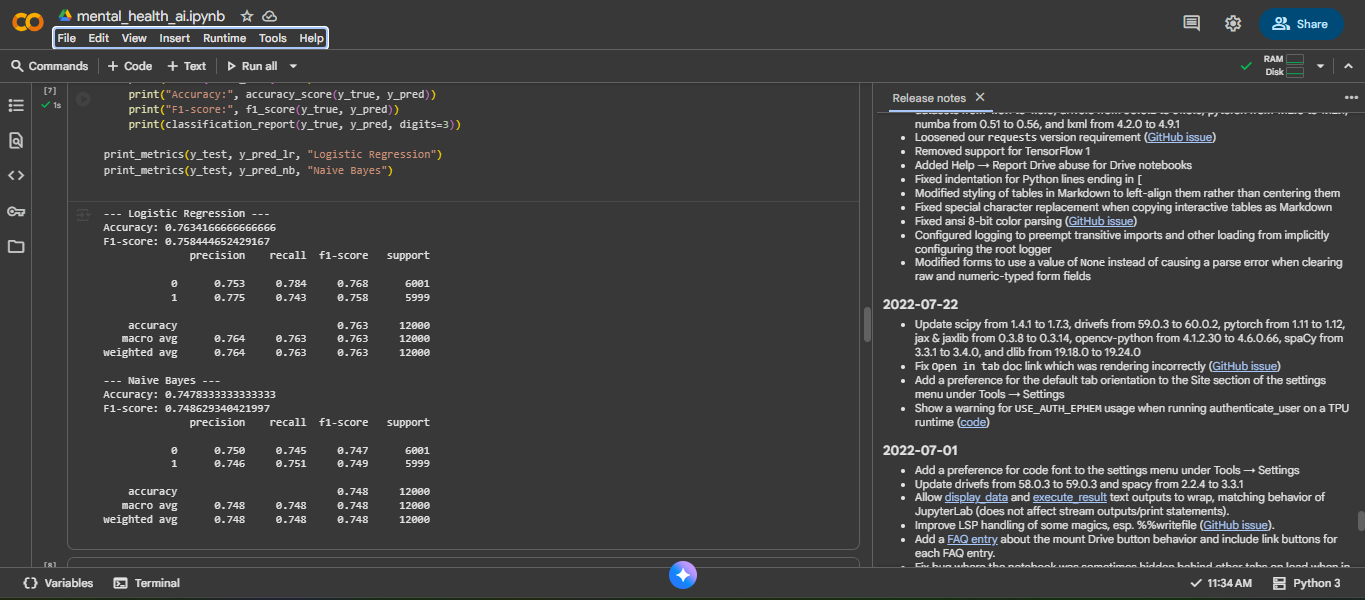 mental_health_ai.ipynb
File Edit View Insert Runtime Tools Help
Share
Commands + Code + Text Run all
RAM
Disk
[7]
1s
print("Accuracy:", accuracy_score(y_true, y_pred))
print("F1-score:", f1_score(y_true, y_pred))
print(classification_report(y_true, y_pred, digits=3))
print_metrics(y_test, y_pred_lr, "Logistic Regression")
print_metrics(y_test, y_pred_nb, "Naive Bayes")
--- Logistic Regression ---
Accuracy: 0.7634166666666666
F1-score: 0.758444652429167
precision recall f1-score support
0 0.753 0.784 0.768 6001
1 0.775 0.743 0.758 5999
accuracy 0.763 12000
macro avg 0.764 0.763 0.763 12000
weighted avg 0.764 0.763 0.763 12000
--- Naive Bayes ---
Accuracy: 0.7478333333333333
F1-score: 0.748629340421997
precision recall f1-score support
0 0.750 0.745 0.747 6001
1 0.746 0.751 0.749 5999
accuracy 0.748 12000
macro avg 0.748 0.748 0.748 12000
weighted avg 0.748 0.748 0.748 12000
[8]
Release notes
numba from 0.51 to 0.56, and lxml from 4.2.0 to 4.9.1
• Loosened our requests version requirement (GitHub issue)
• Removed support for TensorFlow 1
• Added Help → Report Drive abuse for Drive notebooks
• Fixed indentation for Python lines ending in [
• Modified styling of tables in Markdown to left-align them rather than centering them
• Fixed special character replacement when copying interactive tables as Markdown
• Fixed ansi 8-bit color parsing (GitHub issue)
• Configured logging to preempt transitive imports and other loading from implicitly
configuring the root logger
• Modified forms to use a value of None instead of causing a parse error when clearing
raw and numeric-typed form fields
2022-07-22
• Update scipy from 1.4.1 to 1.7.3, drivefs from 59.0.3 to 60.0.2, pytorch from 1.11 to 1.12,
jax & jaxlib from 0.3.8 to 0.3.14, opencv-python from 4.1.2.30 to 4.6.0.66, spaCy from
3.3.1 to 3.4.0, and dlib from 19.18.0 to 19.24.0
• Fix Open in tab doc link which was rendering incorrectly (GitHub issue)
• Add a preference for the default tab orientation to the Site section of the settings
menu under Tools → Settings
• Show a warning for USE_AUTH_EPHEM usage when running authenticate_user on a TPU
runtime (code)
2022-07-01
• Add a preference for code font to the settings menu under Tools → Settings
• Update drivefs from 58.0.3 to 59.0.3 and spacy from 2.2.4 to 3.3.1
• Allow display_data and execute_result text outputs to wrap, matching behavior of
JupyterLab (does not affect stream outputs/print statements).
• Improve LSP handling of some magics, esp. %%writefile (GitHub issue).
• Add a FAQ entry about the mount Drive button behavior and include link buttons for
each FAQ entry.
• Fix bug where the notebook was sometimes hidden behind other tabs on load when in
Variables Terminal
11:34 AM Python 3